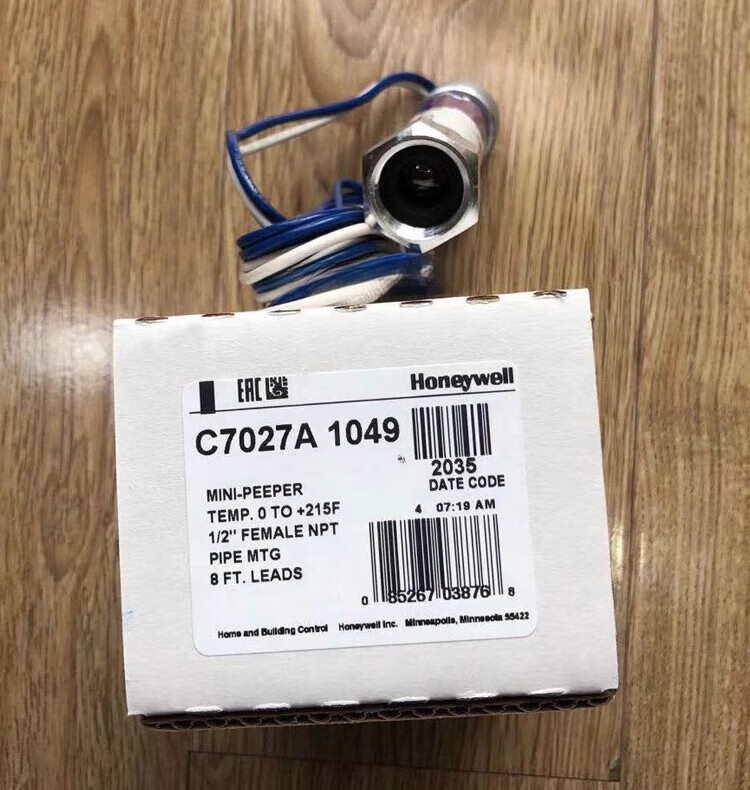 EAC
Honeywell
C7027A 1049
2035
DATE CODE
4 07:19 AM
MINI-PEEPER
TEMP. 0 TO +215F
1/2" FEMALE NPT
PIPE MTG
8 FT. LEADS
0 85267 03876 8
Home and Building Control Honeywell Inc. Minneapolis, Minnesota 55422